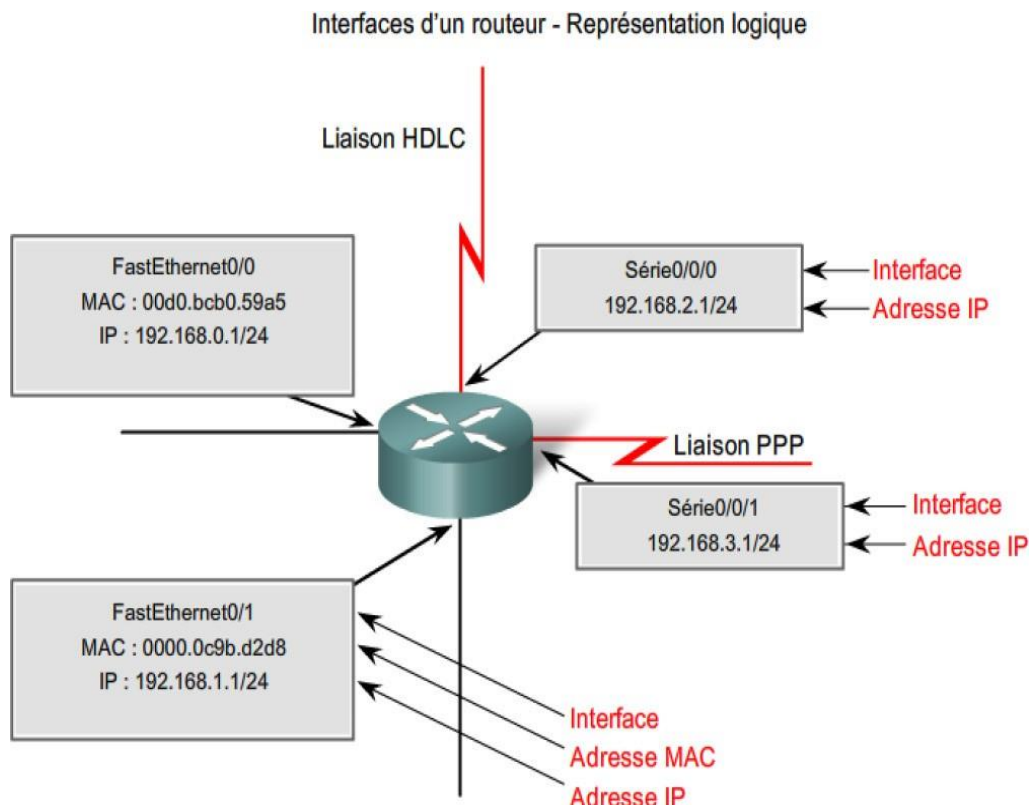 Interfaces d'un routeur - Représentation logique
Liaison HDLC
FastEthernet0/0
MAC : 00d0.bcb0.59a5
IP : 192.168.0.1/24
Série0/0/0
192.168.2.1/24
Interface
Adresse IP
Liaison PPP
Série0/0/1
192.168.3.1/24
Interface
Adresse IP
FastEthernet0/1
MAC : 0000.0c9b.d2d8
IP : 192.168.1.1/24
Interface
Adresse MAC
Adresse IP